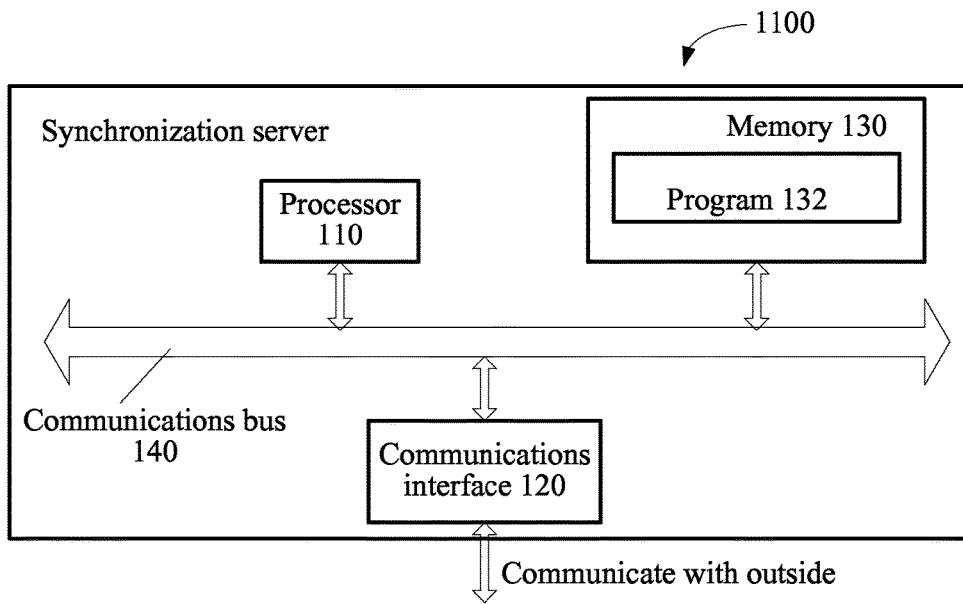 1100
Synchronization server
Memory 130
Program 132
Processor
110
Communications bus
140
Communications
interface 120
Communicate with outside